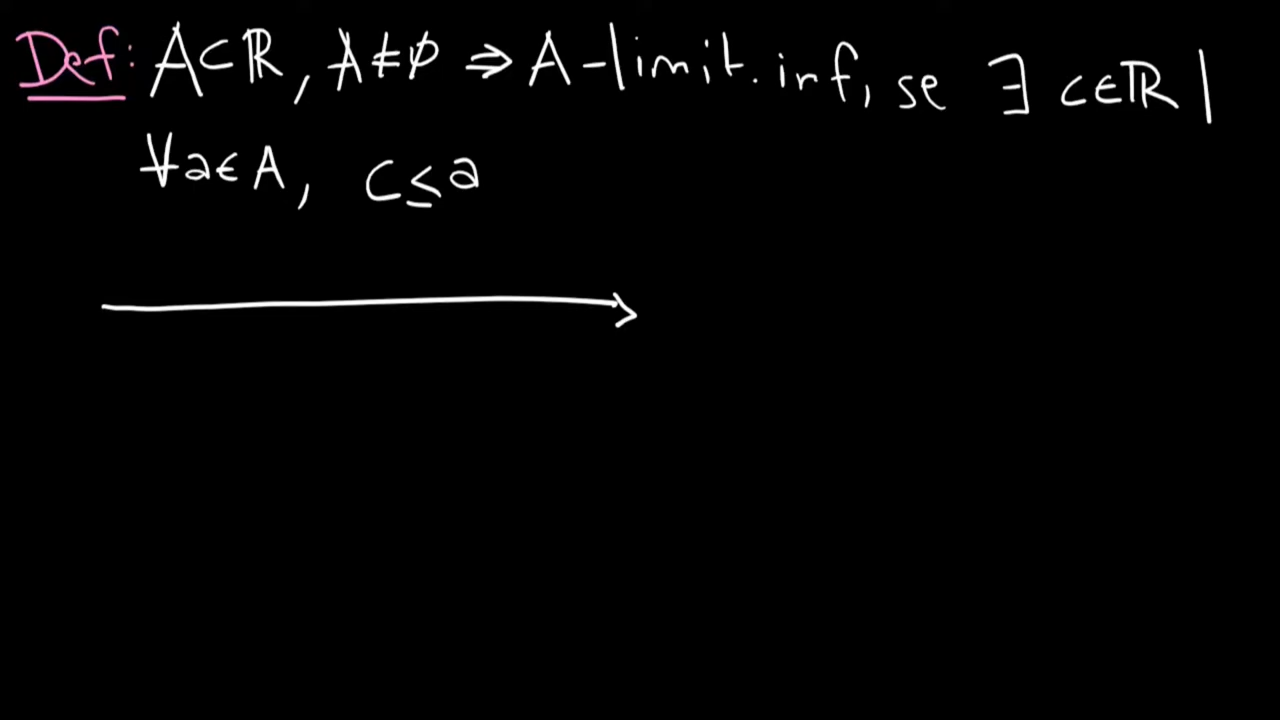 Def: A⊂ℝ, A≠φ ⇒ A-limit. inf, se ∃ c∈ℝ |
∀a∈A, c≤a